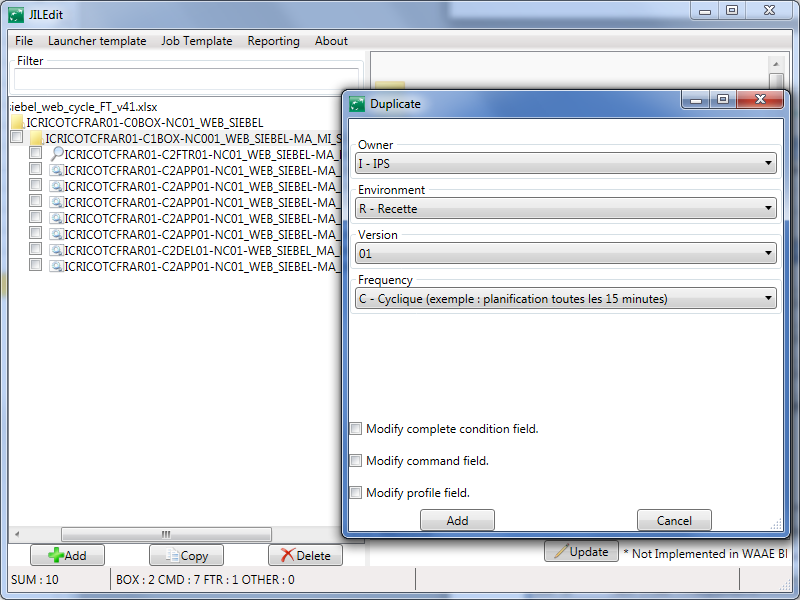 JILEdit
File Launcher template Job Template Reporting About
Filter
siebel_web_cycle_FT_v41.xlsx
ICRICOTCFRAR01-C0BOX-NC01_WEB_SIEBEL
ICRICOTCFRAR01-C1BOX-NC001_WEB_SIEBEL-MA_MI_S
ICRICOTCFRAR01-C2FTR01-NC01_WEB_SIEBEL-MA_
ICRICOTCFRAR01-C2APP01-NC01_WEB_SIEBEL-MA_
ICRICOTCFRAR01-C2APP01-NC01_WEB_SIEBEL-MA_
ICRICOTCFRAR01-C2APP01-NC01_WEB_SIEBEL-MA_
ICRICOTCFRAR01-C2APP01-NC01_WEB_SIEBEL-MA_
ICRICOTCFRAR01-C2APP01-NC01_WEB_SIEBEL-MA_
ICRICOTCFRAR01-C2DEL01-NC01-WEB_SIEBEL_MA_
ICRICOTCFRAR01-C2APP01-NC01_WEB_SIEBEL-MA_
Duplicate
Owner
I - IPS
Environment
R - Recette
Version
01
Frequency
C - Cyclique (exemple : planification toutes les 15 minutes)
Modify complete condition field.
Modify command field.
Modify profile field.
Add Cancel
Add Copy Delete
Update * Not Implemented in WAAE BI
SUM : 10 BOX : 2 CMD : 7 FTR : 1 OTHER : 0